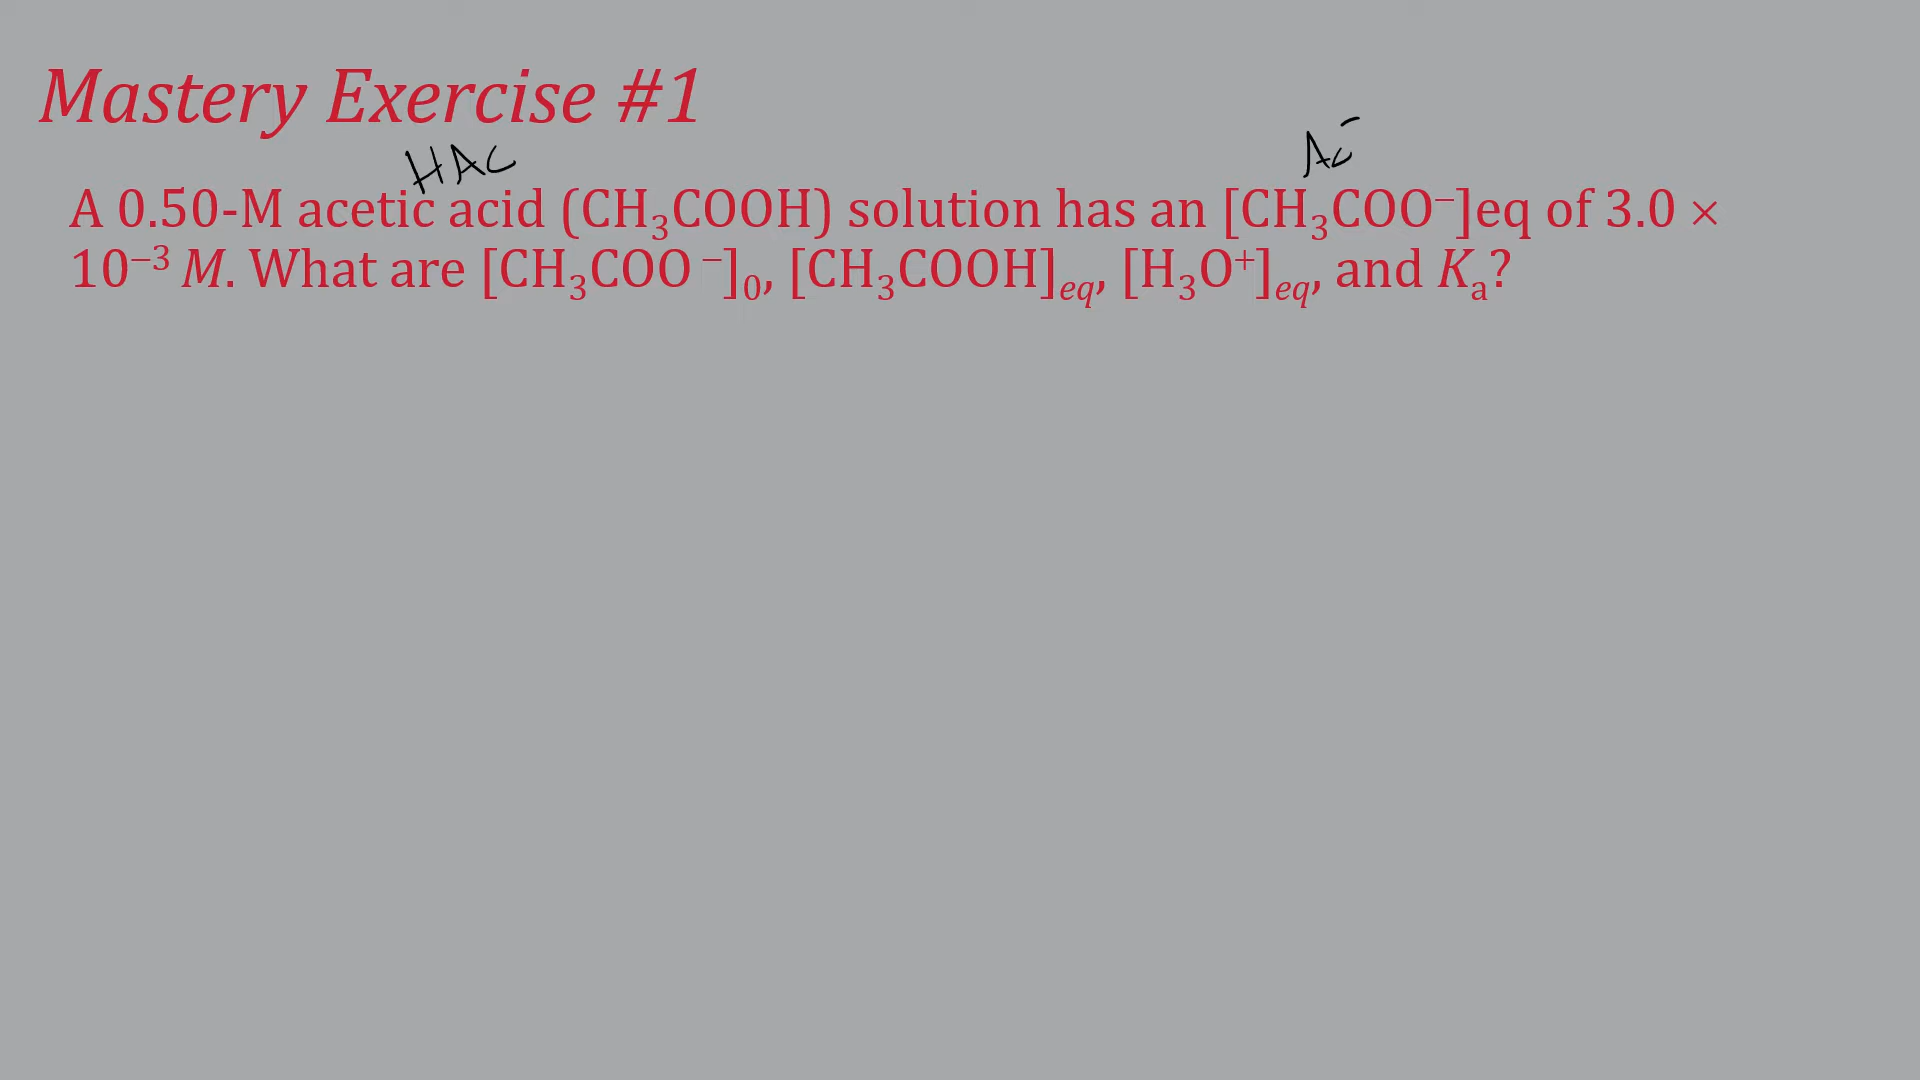 Mastery Exercise #1
HAC
Ac⁻
A 0.50-M acetic acid (CH₃COOH) solution has an [CH₃COO⁻]eq of 3.0 ×
10⁻³ M. What are [CH₃COO ⁻]₀, [CH₃COOH]eq, [H₃O⁺]eq, and Kₐ?